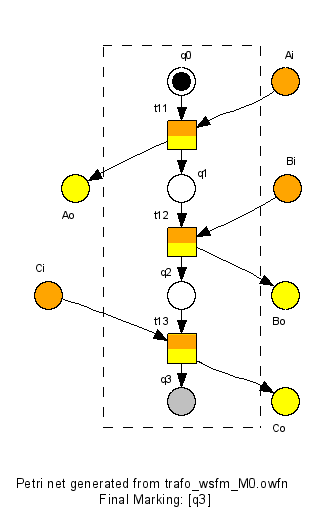 q0
Ai
t11
q1
Bi
Ao
t12
Ci
q2
Bo
t13
q3
Co
Petri net generated from trafo_wsfm_M0.owfn
Final Marking: [q3]